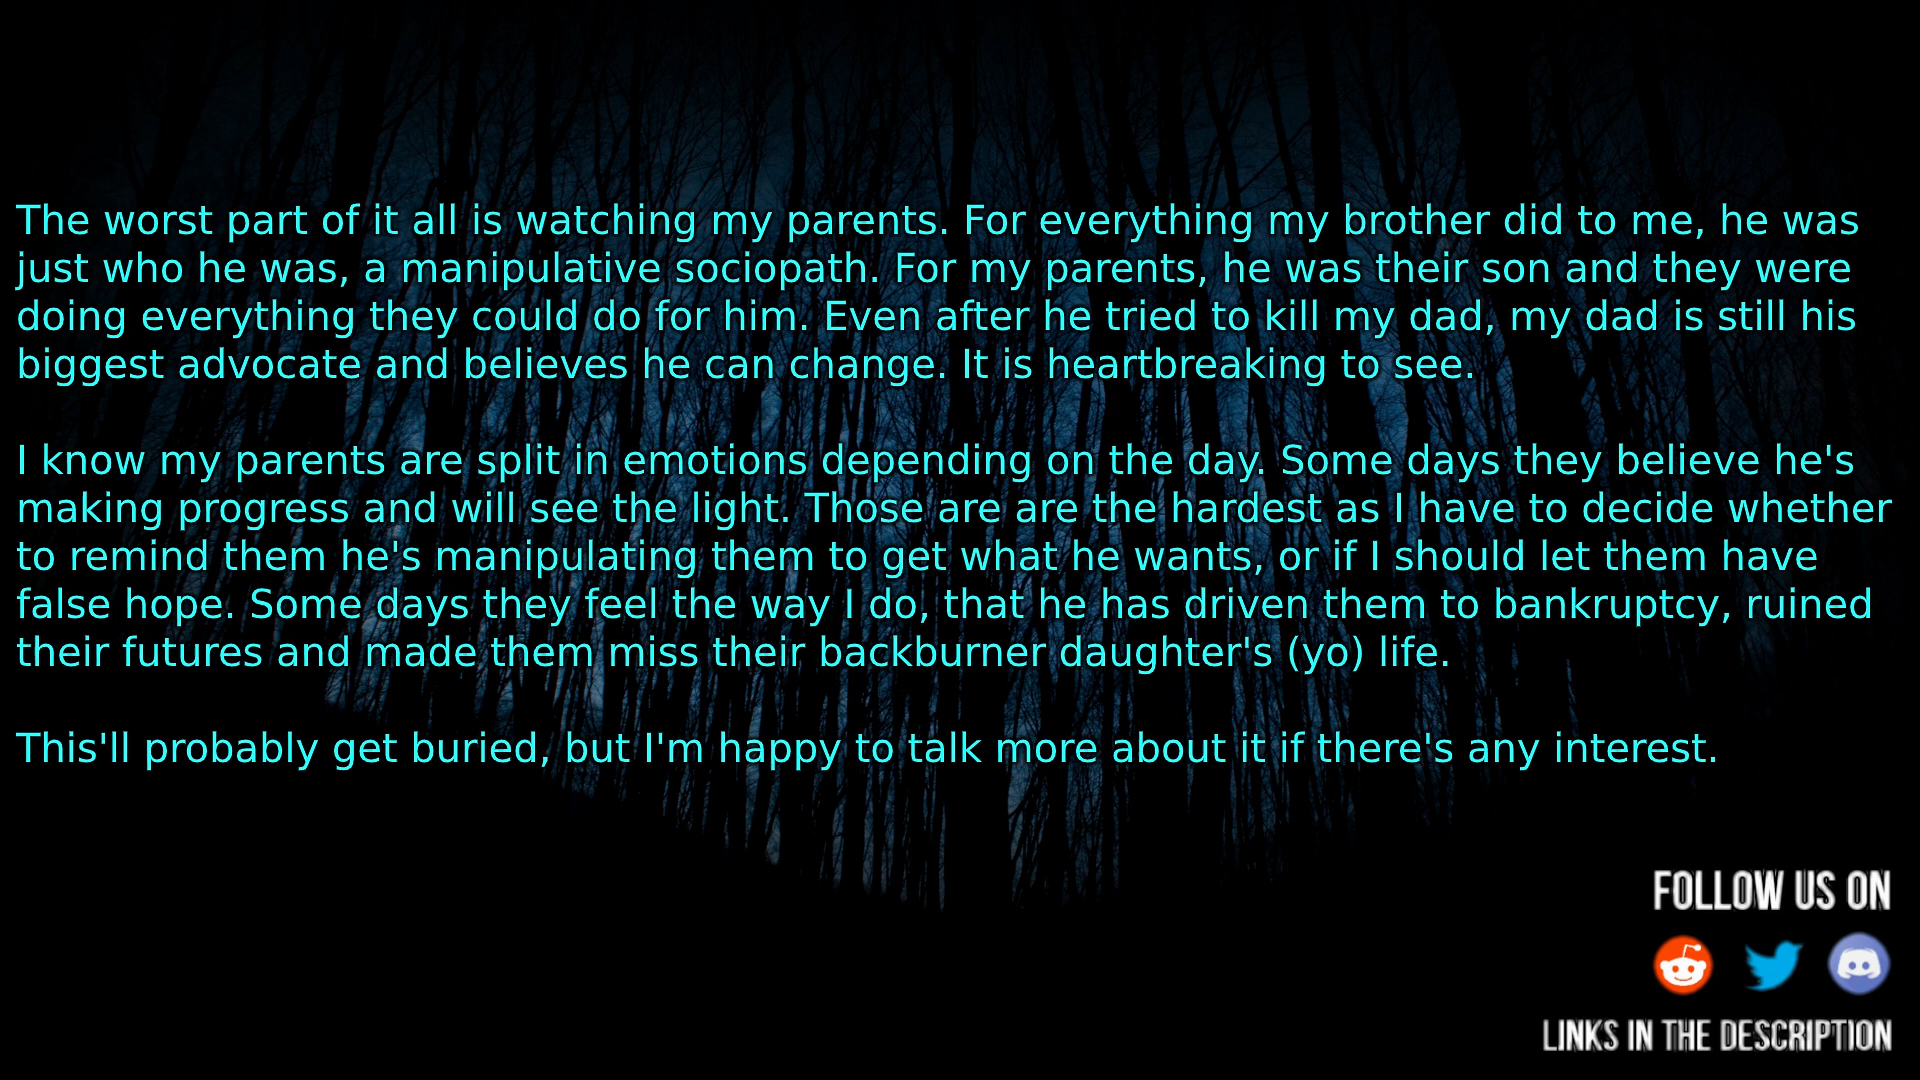 The worst part of it all is watching my parents. For everything my brother did to me, he was
just who he was, a manipulative sociopath. For my parents, he was their son and they were
doing everything they could do for him. Even after he tried to kill my dad, my dad is still his
biggest advocate and believes he can change. It is heartbreaking to see.
I know my parents are split in emotions depending on the day. Some days they believe he's
making progress and will see the light. Those are are the hardest as I have to decide whether
to remind them he's manipulating them to get what he wants, or if I should let them have
false hope. Some days they feel the way I do, that he has driven them to bankruptcy, ruined
their futures and made them miss their backburner daughter's (yo) life.
This'll probably get buried, but I'm happy to talk more about it if there's any interest.
FOLLOW US ON
LINKS IN THE DESCRIPTION